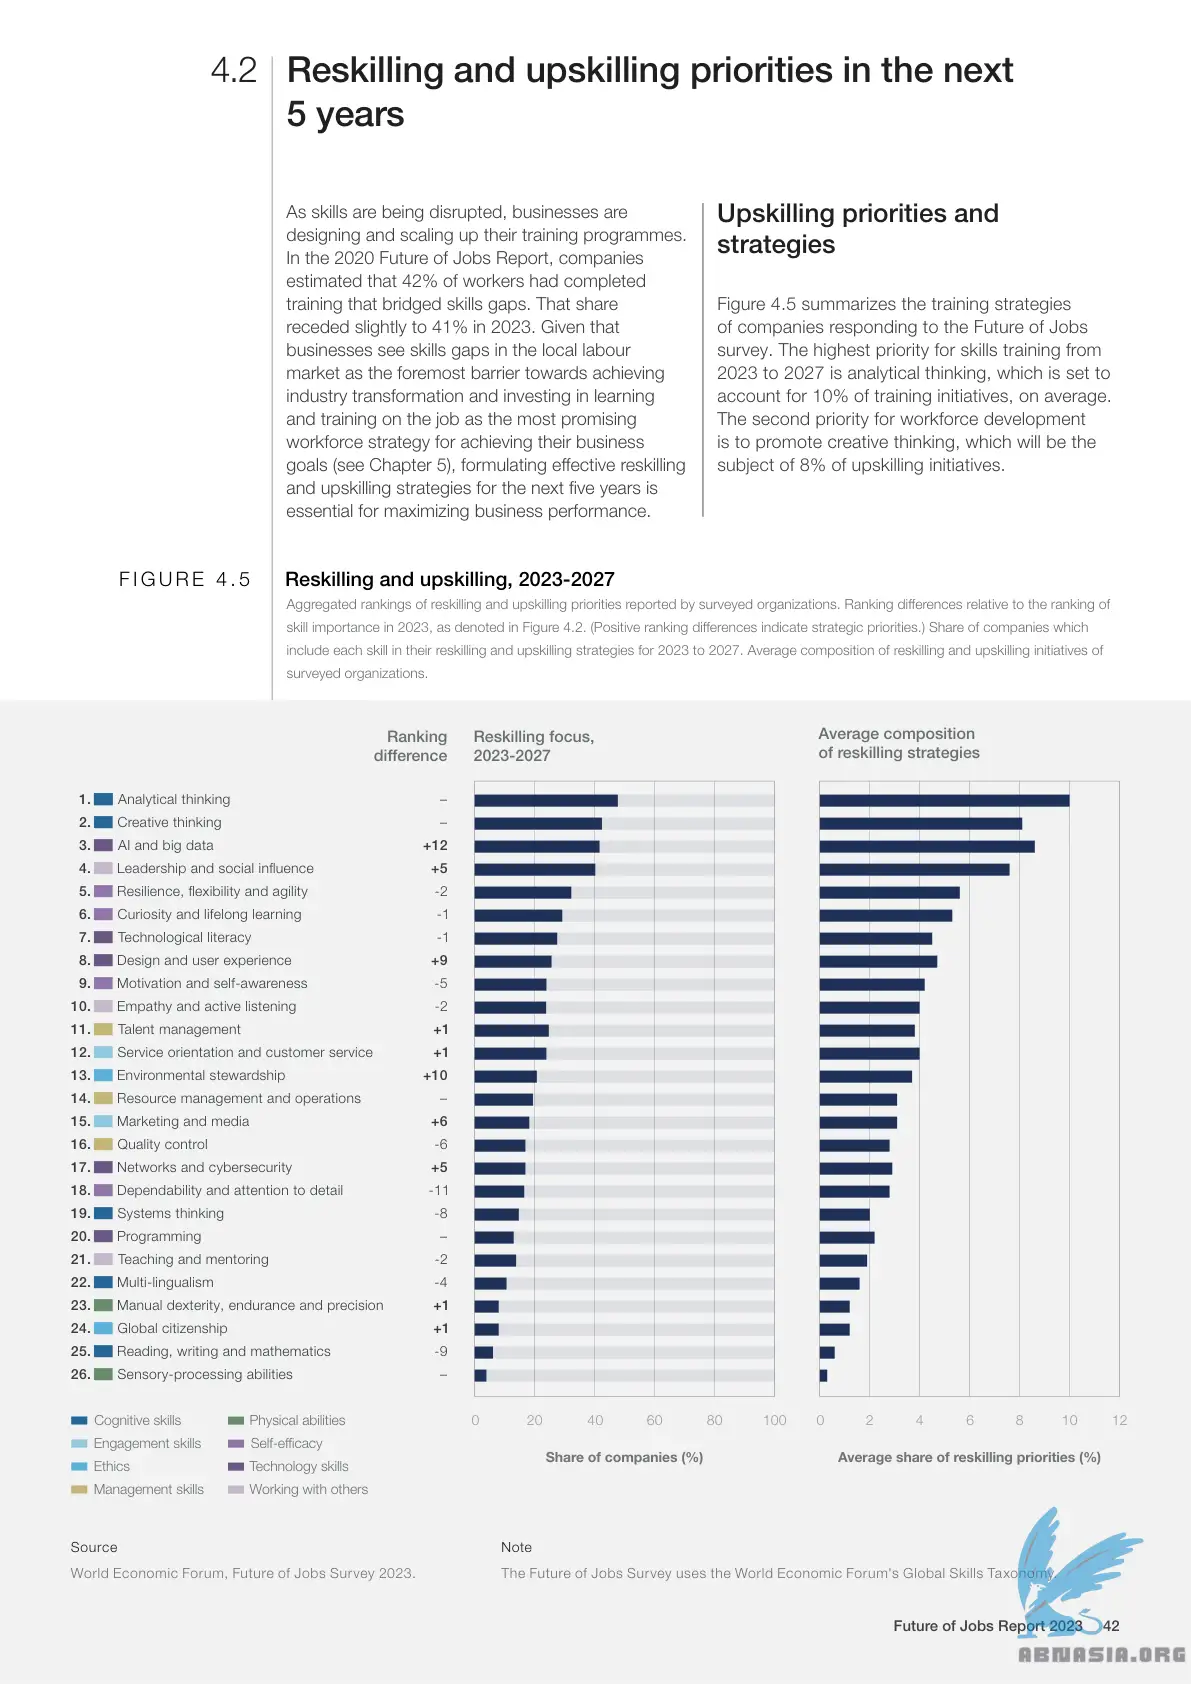 4.2
Reskilling and upskilling priorities in the next
5 years
As skills are being disrupted, businesses are
designing and scaling up their training programmes.
In the 2020 Future of Jobs Report, companies
estimated that 42% of workers had completed
training that bridged skills gaps. That share
receded slightly to 41% in 2023. Given that
businesses see skills gaps in the local labour
market as the foremost barrier towards achieving
industry transformation and investing in learning
and training on the job as the most promising
workforce strategy for achieving their business
goals (see Chapter 5), formulating effective reskilling
and upskilling strategies for the next five years is
essential for maximizing business performance.
Upskilling priorities and
strategies
Figure 4.5 summarizes the training strategies
of companies responding to the Future of Jobs
survey. The highest priority for skills training from
2023 to 2027 is analytical thinking, which is set to
account for 10% of training initiatives, on average.
The second priority for workforce development
is to promote creative thinking, which will be the
subject of 8% of upskilling initiatives.
FIGURE 4.5
Reskilling and upskilling, 2023-2027
Aggregated rankings of reskilling and upskilling priorities reported by surveyed organizations. Ranking differences relative to the ranking of
skill importance in 2023, as denoted in Figure 4.2. (Positive ranking differences indicate strategic priorities.) Share of companies which
include each skill in their reskilling and upskilling strategies for 2023 to 2027. Average composition of reskilling and upskilling initiatives of
surveyed organizations.
Ranking
difference
Reskilling focus,
2023-2027
Average composition
of reskilling strategies
1. Analytical thinking –
2. Creative thinking –
3. AI and big data +12
4. Leadership and social influence +5
5. Resilience, flexibility and agility -2
6. Curiosity and lifelong learning -1
7. Technological literacy -1
8. Design and user experience +9
9. Motivation and self-awareness -5
10. Empathy and active listening -2
11. Talent management +1
12. Service orientation and customer service +1
13. Environmental stewardship +10
14. Resource management and operations –
15. Marketing and media +6
16. Quality control -6
17. Networks and cybersecurity +5
18. Dependability and attention to detail -11
19. Systems thinking -8
20. Programming –
21. Teaching and mentoring -2
22. Multi-lingualism -4
23. Manual dexterity, endurance and precision +1
24. Global citizenship +1
25. Reading, writing and mathematics -9
26. Sensory-processing abilities –
0 20 40 60 80 100
Share of companies (%)
0 2 4 6 8 10 12
Average share of reskilling priorities (%)
Cognitive skills
Engagement skills
Ethics
Management skills
Physical abilities
Self-efficacy
Technology skills
Working with others
Source
World Economic Forum, Future of Jobs Survey 2023.
Note
The Future of Jobs Survey uses the World Economic Forum's Global Skills Taxonomy.
Future of Jobs Report 2023 42
ABNASIA.ORG